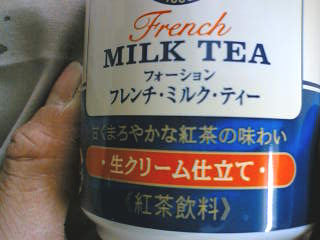 French
MILK TEA
フォーション
フレンチ・ミルク・ティー
甘くまろやかな紅茶の味わい
・生クリーム仕立て・
《紅茶飲料》